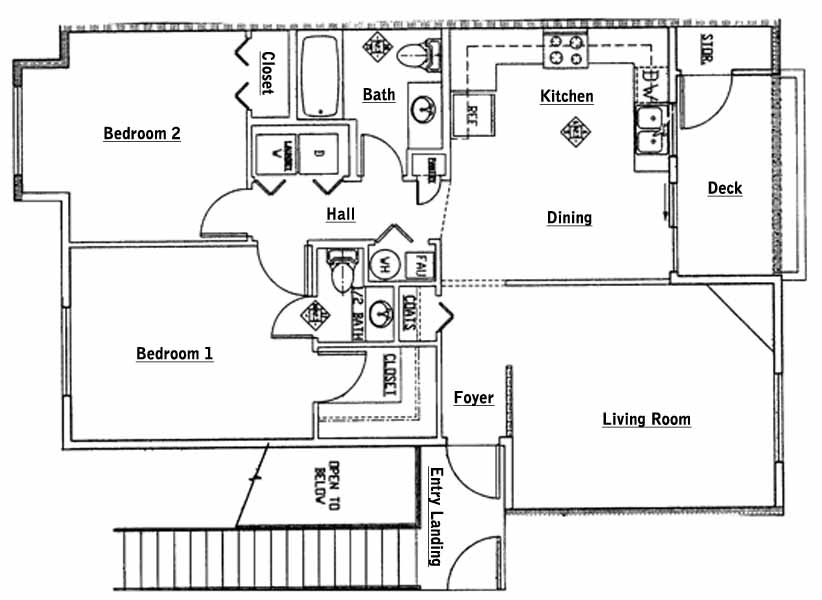 STOR.
Closet
Bath
Kitchen
DW
REF
Bedroom 2
LAUNDRY
W
D
Deck
Hall
Dining
WH
FAU
1/2 BATH
COATS
Bedroom 1
CLOSET
Foyer
Living Room
OPEN TO
BELOW
Entry Landing